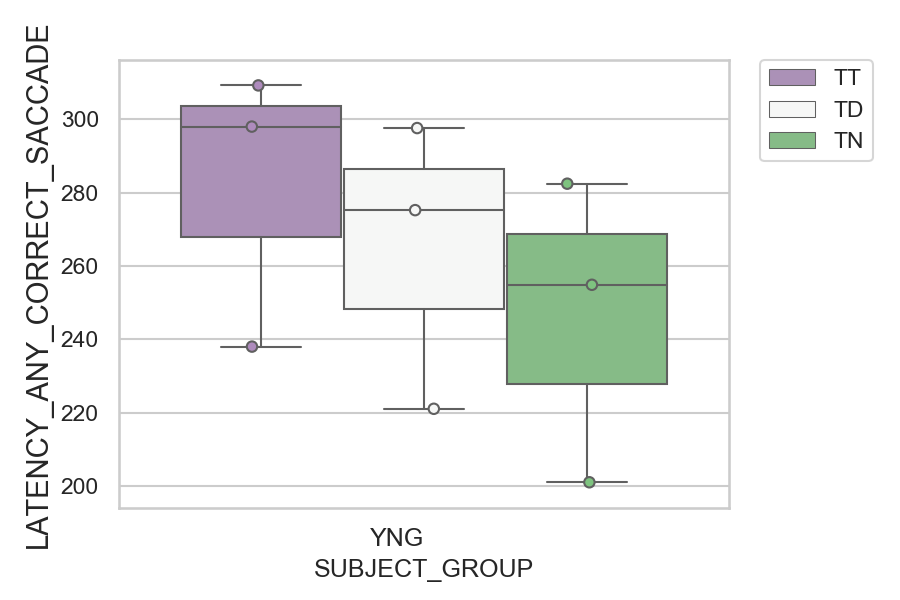 LATENCY_ANY_CORRECT_SACCADE
300
280
260
240
220
200
YNG
SUBJECT_GROUP
TT
TD
TN